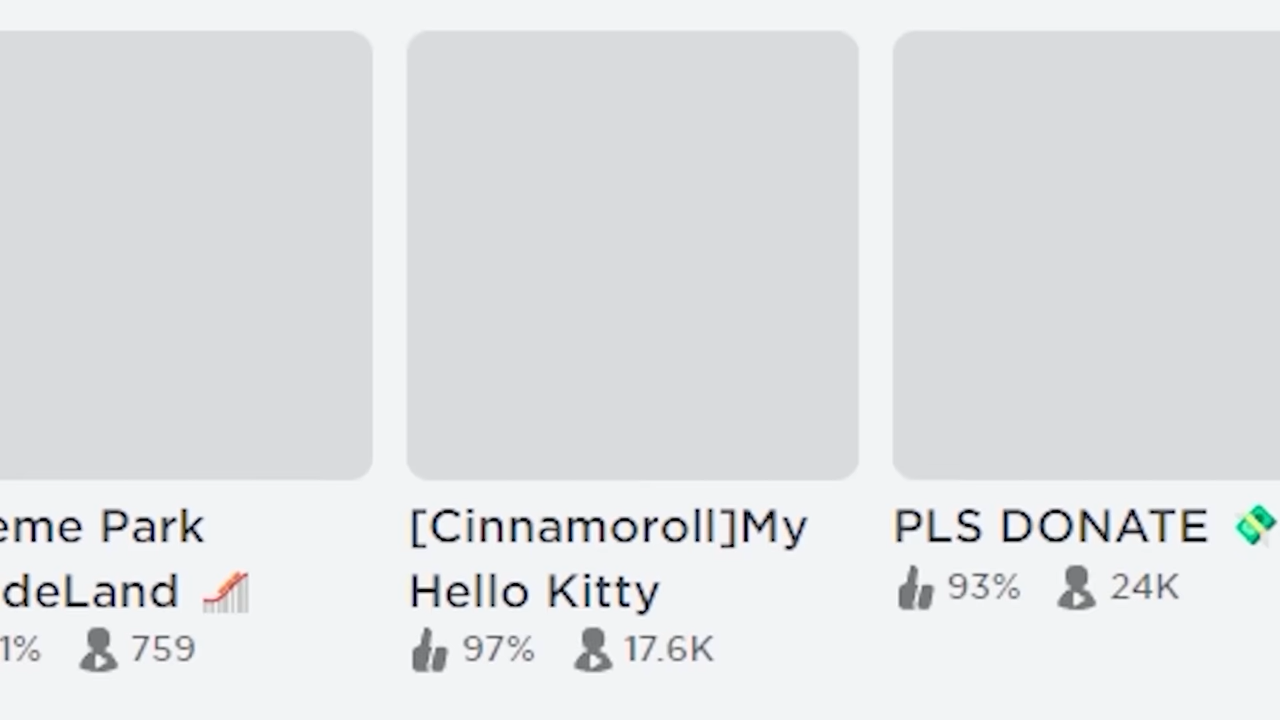 eme Park
deLand 🎢
1% 759
[Cinnamoroll]My
Hello Kitty
97% 17.6K
PLS DONATE 💸
93% 24K